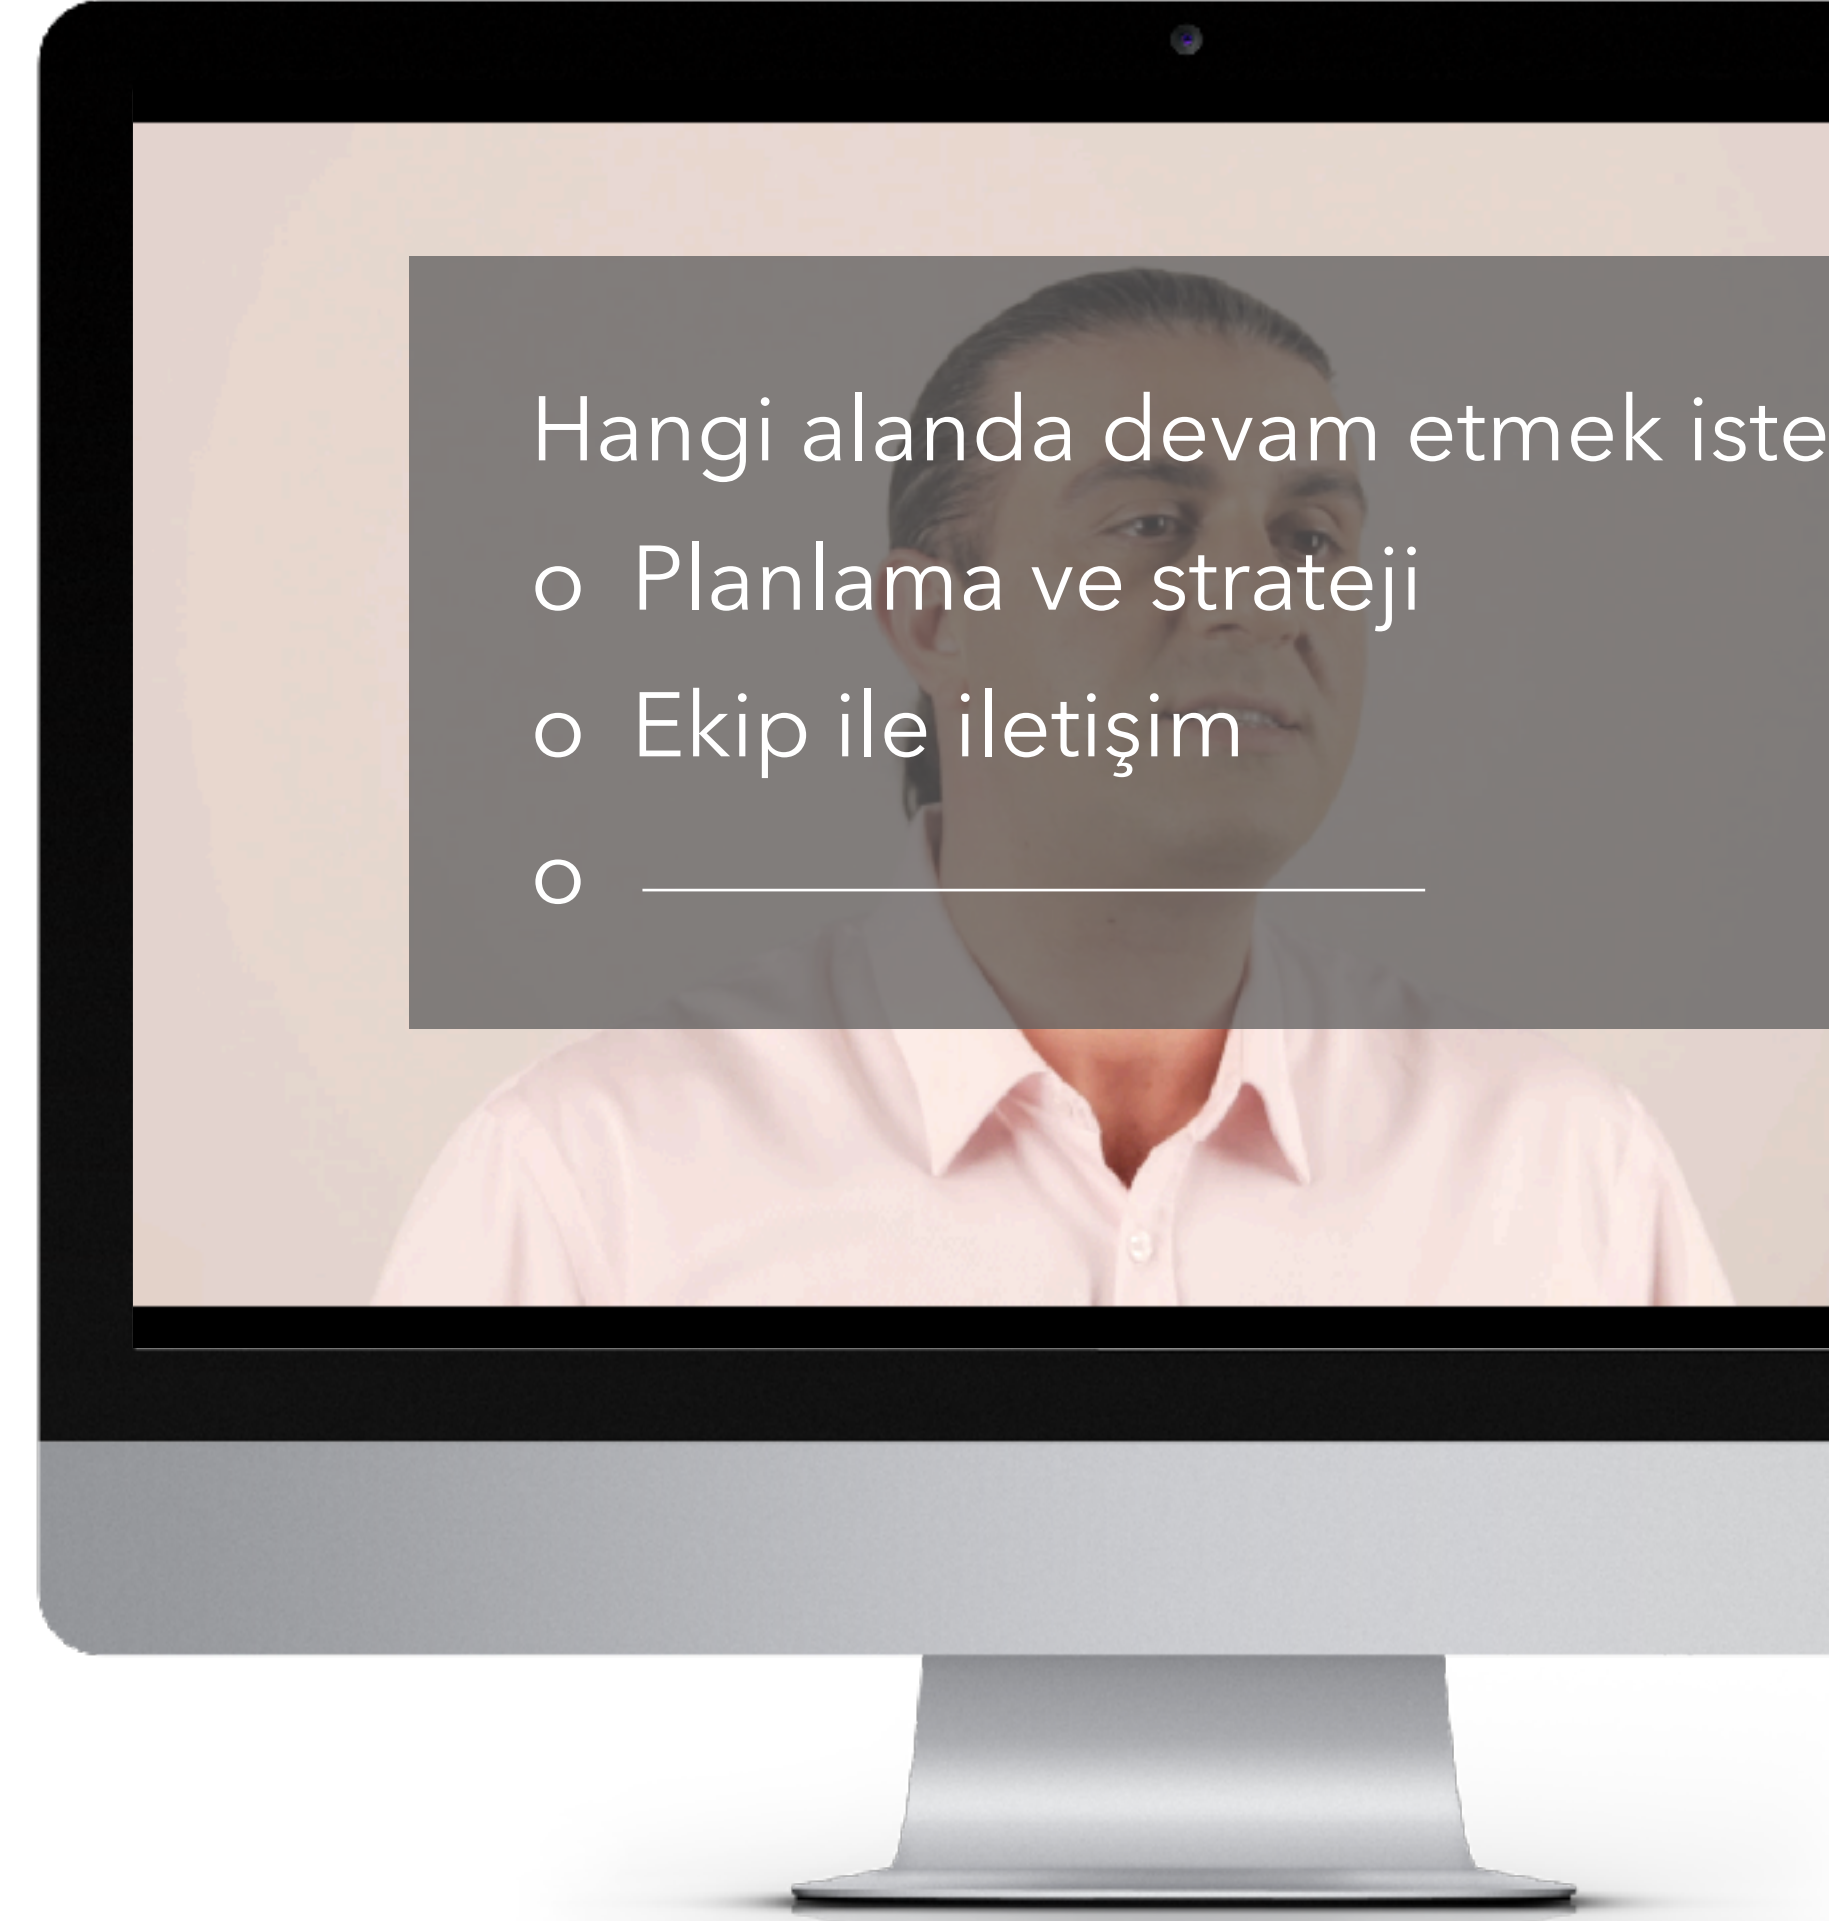 Hangi alanda devam etmek iste
o Planlama ve strateji
o Ekip ile iletişim
o